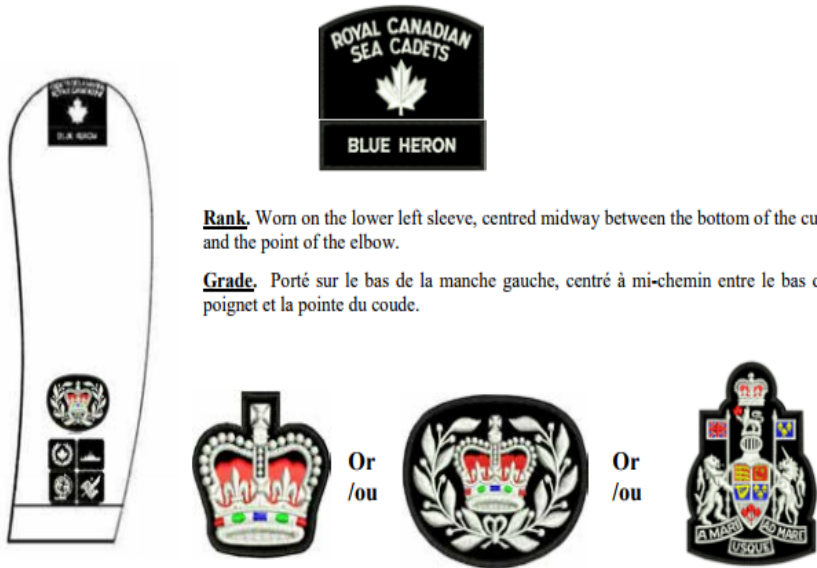 ROYAL CANADIAN
SEA CADETS
BLUE HERON
BLUE HERON
Rank. Worn on the lower left sleeve, centred midway between the bottom of the cu
and the point of the elbow.
Grade. Porté sur le bas de la manche gauche, centré à mi-chemin entre le bas d
poignet et la pointe du coude.
Or
/ou
Or
/ou
A MARI
USQUE
AD MARE